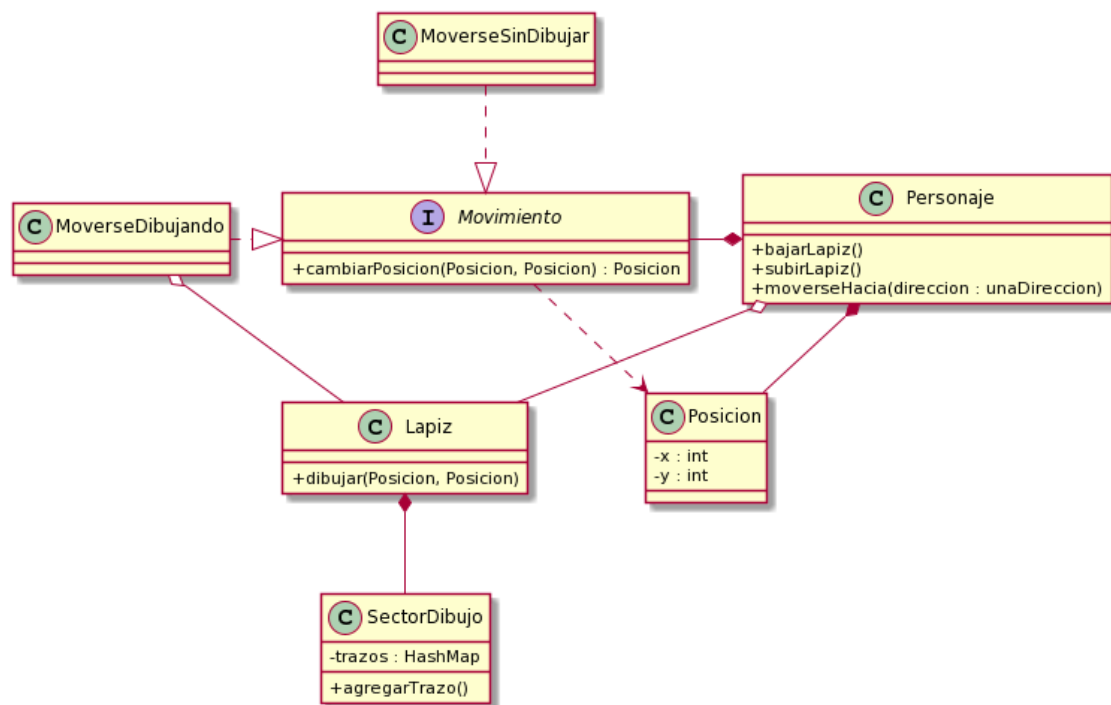 C MoverseSinDibujar
C MoverseDibujando
I Movimiento
+cambiarPosicion(Posicion, Posicion) : Posicion
C Personaje
+bajarLapiz()
+subirLapiz()
+moverseHacia(direccion : unaDireccion)
C Lapiz
+dibujar(Posicion, Posicion)
C Posicion
-x : int
-y : int
C SectorDibujo
-trazos : HashMap
+agregarTrazo()